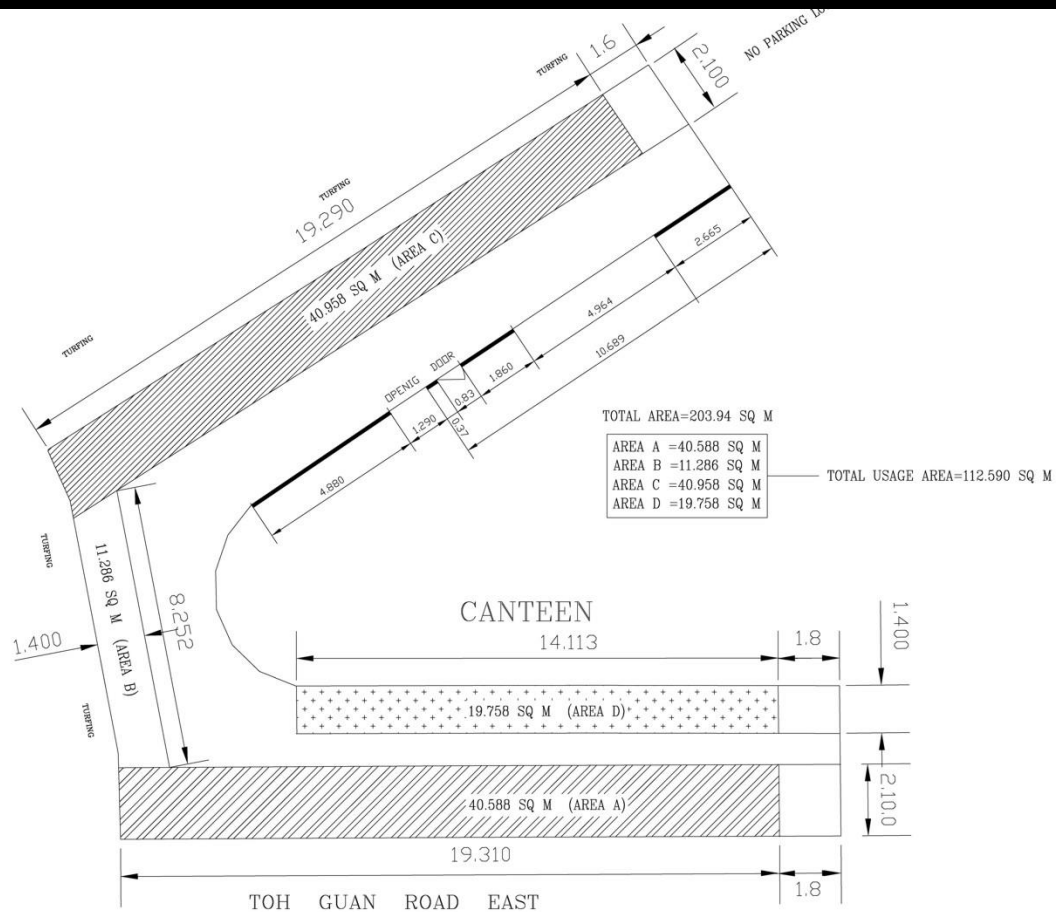 NO PARKING
1.6
2.100
TURFING
TURFING
19.290
40.958 SQ M (AREA C)
TURFING
2.665
4.964
10.689
OPENIG DOOR
1.860
0.83
0.37
1.290
4.880
TOTAL AREA=203.94 SQ M
AREA A =40.588 SQ M
AREA B =11.286 SQ M
AREA C =40.958 SQ M
AREA D =19.758 SQ M
TOTAL USAGE AREA=112.590 SQ M
TURFING
11.286 SQ M (AREA B)
8.252
1.400
TURFING
CANTEEN
14.113
1.8
1.400
19.758 SQ M (AREA D)
40.588 SQ M (AREA A)
2.10.0
19.310
1.8
TOH GUAN ROAD EAST